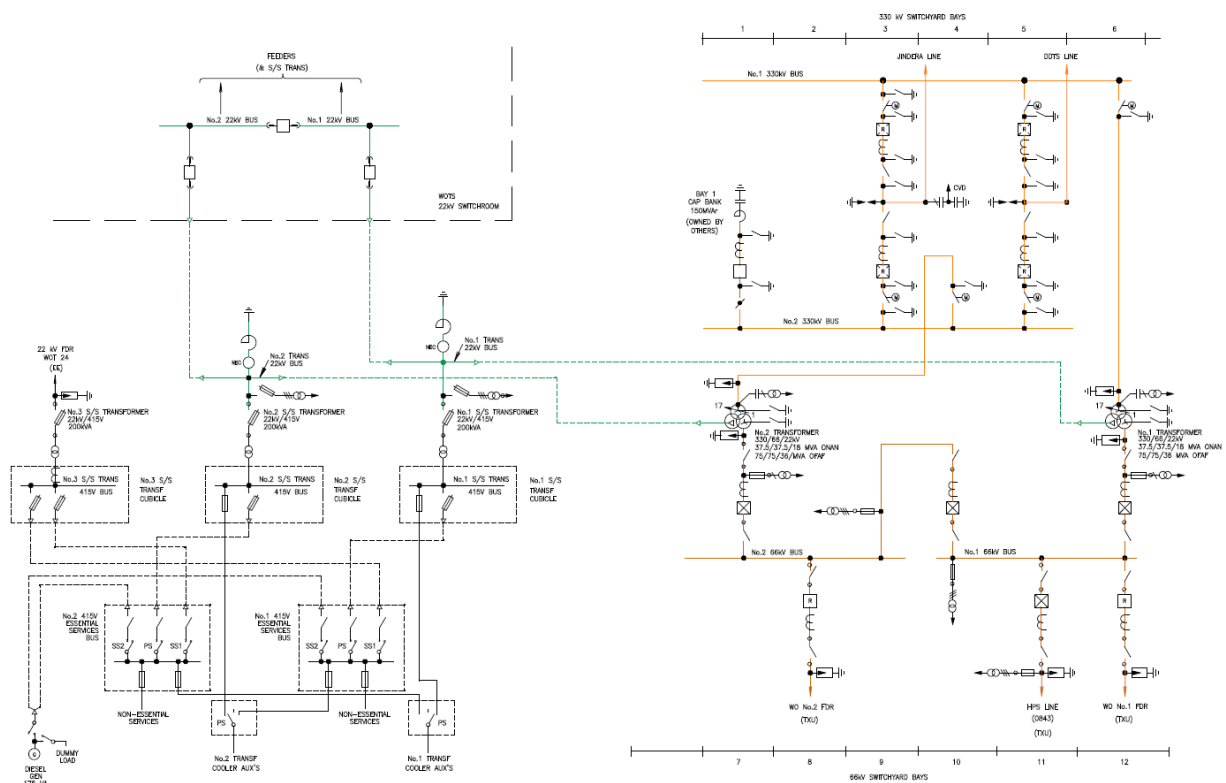 330 kV SWITCHYARD BAYS
1 2 3 4 5 6
JINDERA LINE
DDTS LINE
FEEDERS
(& S/S TRANS)
No.2 22kV BUS
No.1 22kV BUS
WOTS
22kV SWITCHROOM
No.1 330kV BUS
M
M
M
R
R
BAY 1
CAP BANK
150MVAr
(OWNED BY
OTHERS)
CVD
R
R
M
M
M
No.2 330kV BUS
22 kV FDR
WOT 24
(EE)
NEC
No.2 TRANS
22kV BUS
NEC
No.1 TRANS
22kV BUS
No.3 S/S TRANSFORMER
22kV/415V
200kVA
No.2 S/S TRANSFORMER
22kV/415V
200kVA
No.1 S/S TRANSFORMER
22kV/415V
200kVA
17
1
No.2 TRANSFORMER
330/66/22kV
37.5/37.5/18 MVA ONAN
75/75/36/MVA OFAF
17
1
No.1 TRANSFORMER
330/66/22kV
37.5/37.5/18 MVA ONAN
75/75/36/MVA OFAF
No.3 S/S TRANS
415V BUS
No.3 S/S
TRANSF
CUBICLE
No.2 S/S TRANS
415V BUS
No.2 S/S
TRANSF
CUBICLE
No.1 S/S TRANS
415V BUS
No.1 S/S
TRANSF
CUBICLE
No.2 66kV BUS
No.1 66kV BUS
No.2 415V
ESSENTIAL
SERVICES
BUS
SS2 PS SS1
No.1 415V
ESSENTIAL
SERVICES
BUS
SS2 PS SS1
R
R
NON-ESSENTIAL
SERVICES
NON-ESSENTIAL
SERVICES
PS
PS
WO No.2 FDR
(TXU)
HPS LINE
(0843)
(TXU)
WO No.1 FDR
(TXU)
G
DUMMY
LOAD
DIESEL
GEN
No.2 TRANSF
COOLER AUX'S
No.1 TRANSF
COOLER AUX'S
7 8 9 10 11 12
66kV SWITCHYARD BAYS